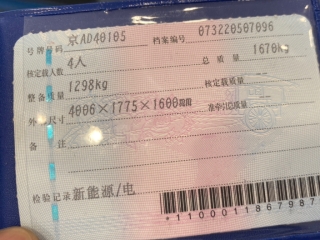 号牌号码 京AD40105 档案编号 073220507096
核定载人数 4人 总质量 1670kg
整备质量 1298kg 核定载质量 --
外廓尺寸 4006×1775×1600mm 准牵引总质量 --
备注
检验记录 新能源/电
*110001186798